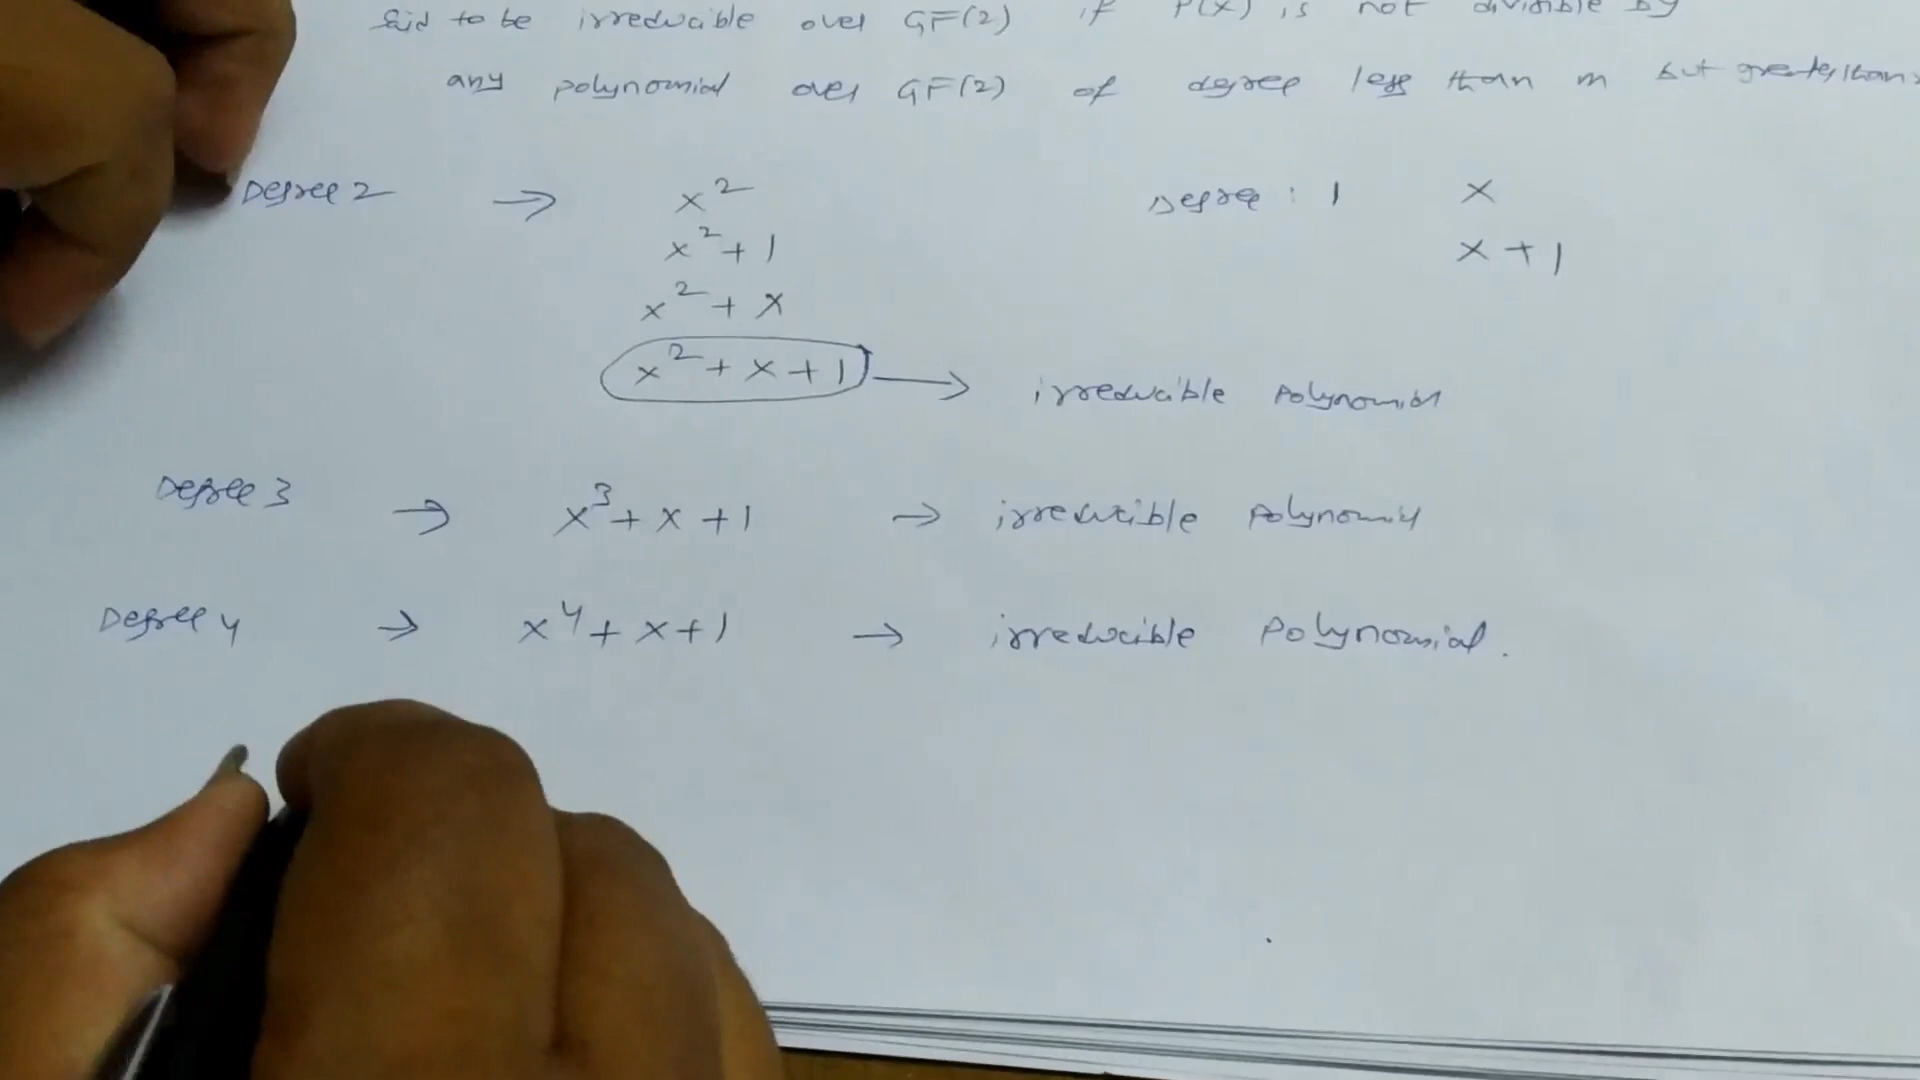 said to be irreducible over GF(2) if P(X) is not divisible by
any polynomial over GF(2) of degree less than m but greater than
Degree 2 → x² Degree : 1 x
x² + 1 x + 1
x² + x
x² + x + 1 → irreducible polynomial
Degree 3 → x³ + x + 1 → irreducible polynomial
Degree 4 → x⁴ + x + 1 → irreducible Polynomial.